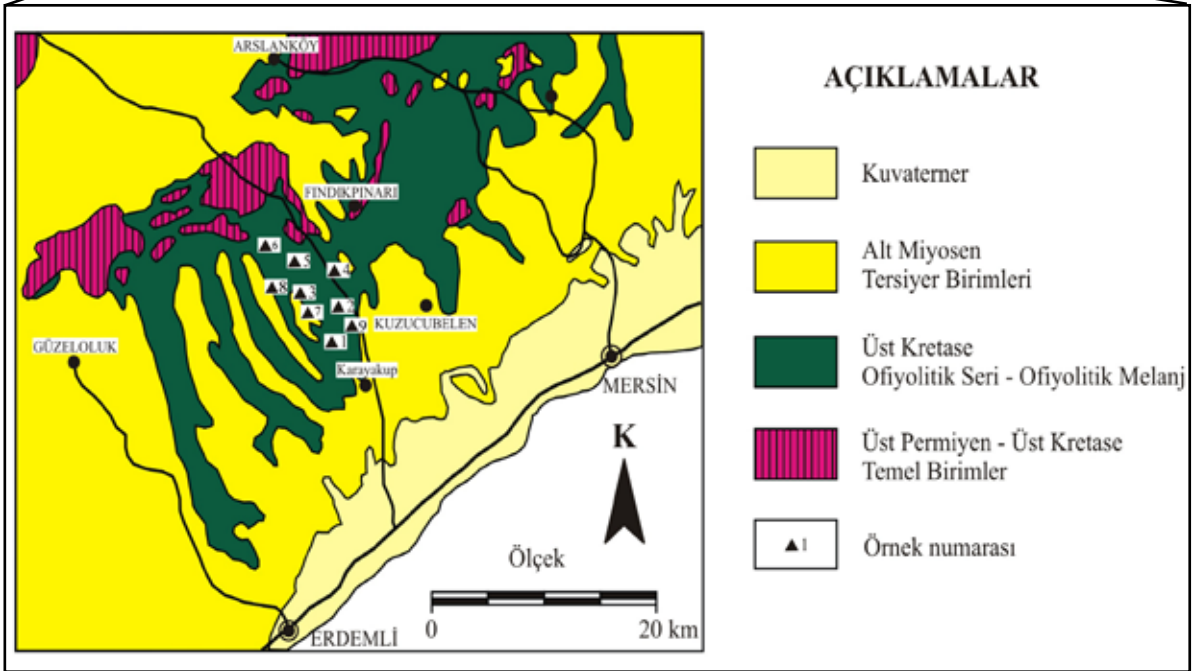 ARSLANKÖY
FINDIKPINARI
6
5
4
8
3
2
7
9
1
KUZUCUBELEN
GÜZELOLUK
Karayakup
MERSİN
K
Ölçek
0
20 km
ERDEMLİ
AÇIKLAMALAR
Kuvaterner
Alt Miyosen
Tersiyer Birimleri
Üst Kretase
Ofiyolitik Seri - Ofiyolitik Melanj
Üst Permiyen - Üst Kretase
Temel Birimler
1
Örnek numarası